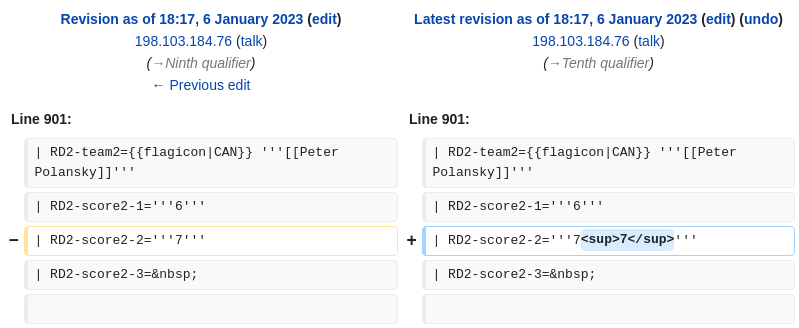 Revision as of 18:17, 6 January 2023 (edit)
198.103.184.76 (talk)
(→Ninth qualifier)
← Previous edit
Latest revision as of 18:17, 6 January 2023 (edit) (undo)
198.103.184.76 (talk)
(→Tenth qualifier)
Line 901:
Line 901:
| RD2-team2={{flagicon|CAN}} '''[[Peter
Polansky]]'''
| RD2-team2={{flagicon|CAN}} '''[[Peter
Polansky]]'''
| RD2-score2-1='''6'''
| RD2-score2-1='''6'''
− | RD2-score2-2='''7'''
+ | RD2-score2-2='''7<sup>7</sup>'''
| RD2-score2-3=&nbsp;
| RD2-score2-3=&nbsp;